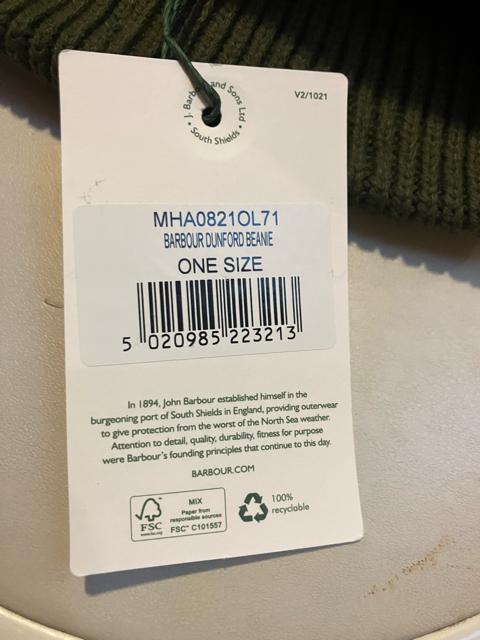 J. Barbour and Sons Ltd
• South Shields •
V2/1021
MHA0821OL71
BARBOUR DUNFORD BEANIE
ONE SIZE
5 020985 223213
In 1894, John Barbour established himself in the
burgeoning port of South Shields in England, providing outerwear
to give protection from the worst of the North Sea weather.
Attention to detail, quality, durability, fitness for purpose
were Barbour's founding principles that continue to this day.
BARBOUR.COM
FSC
www.fsc.org
MIX
Paper from
responsible sources
FSC™ C101557
100%
recyclable